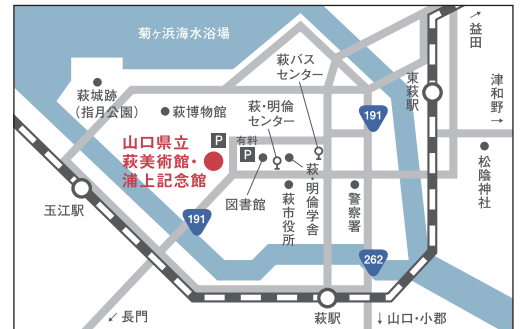 菊ヶ浜海水浴場
↗
益田
萩バス
センター
東萩駅
津和野
↑
萩城跡
(指月公園)
萩博物館
萩・明倫
センター
191
P
有料
P
山口県立
萩美術館・
浦上記念館
図書館
萩市役所
萩・明倫学舎
警察署
松陰神社
玉江駅
191
262
↙長門
萩駅
↓山口・小郡